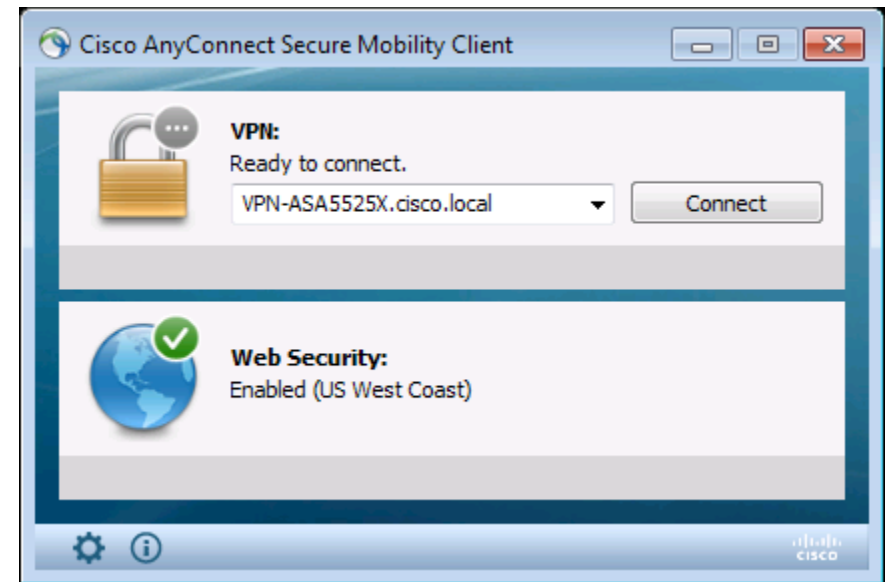 Cisco AnyConnect Secure Mobility Client
VPN:
Ready to connect.
VPN-ASA5525X.cisco.local
Connect
Web Security:
Enabled (US West Coast)
cisco